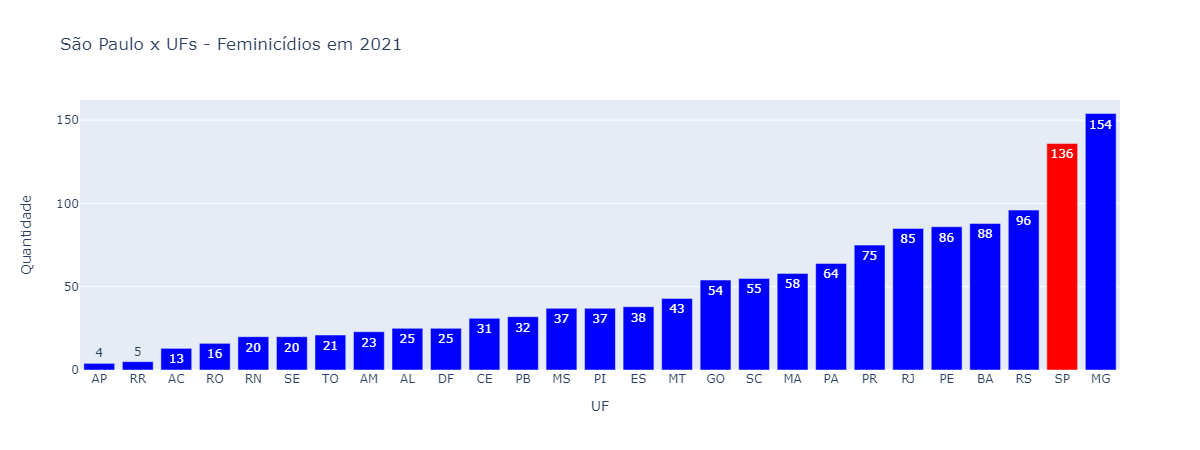 São Paulo x UFs - Feminicídios em 2021
150
100
50
0
Quantidade
4 5 13 16 20 20 21 23 25 25 31 32 37 37 38 43 54 55 58 64 75 85 86 88 96 136 154
AP RR AC RO RN SE TO AM AL DF CE PB MS PI ES MT GO SC MA PA PR RJ PE BA RS SP MG
UF